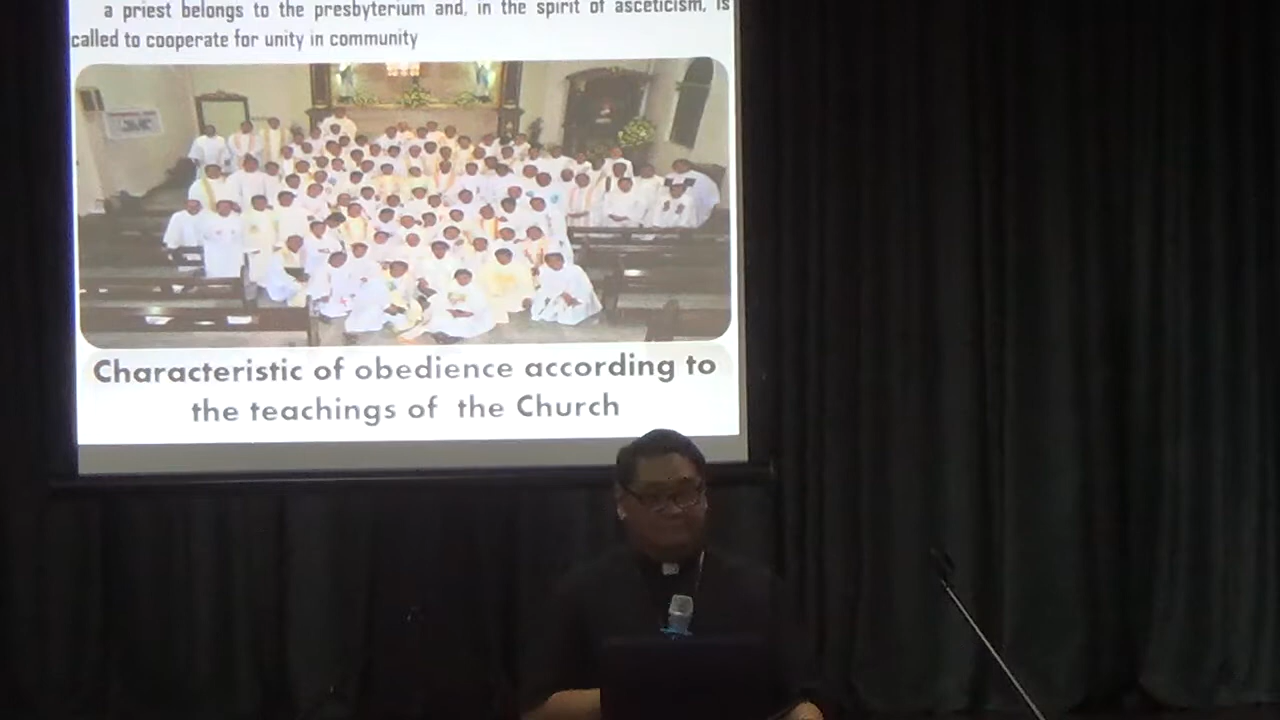 a priest belongs to the presbyterium and, in the spirit of asceticism, is
called to cooperate for unity in community
Characteristic of obedience according to
the teachings of the Church